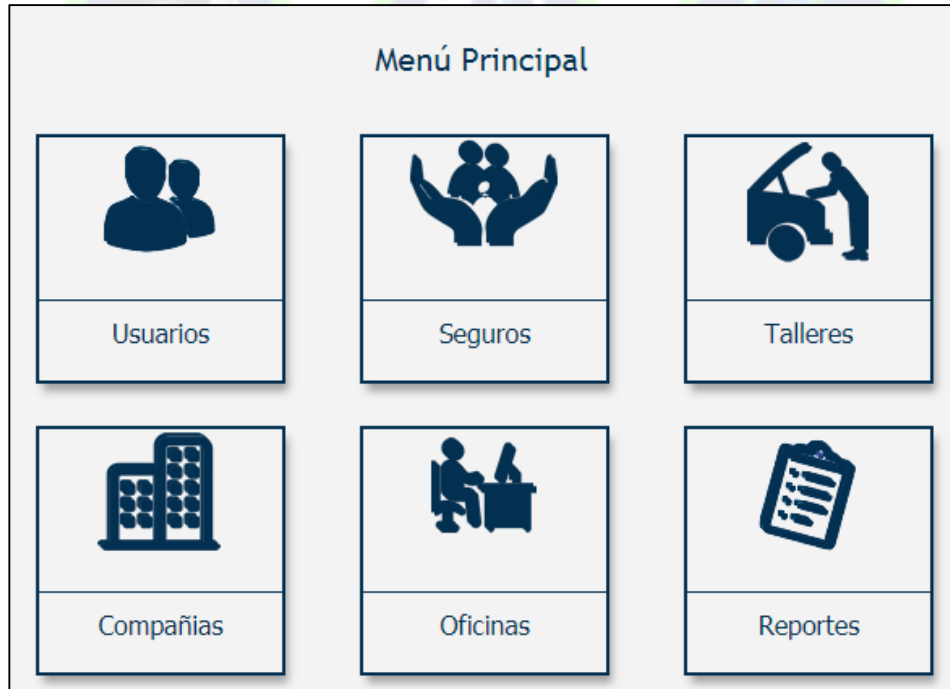 Menú Principal
Usuarios
Seguros
Talleres
Compañias
Oficinas
Reportes